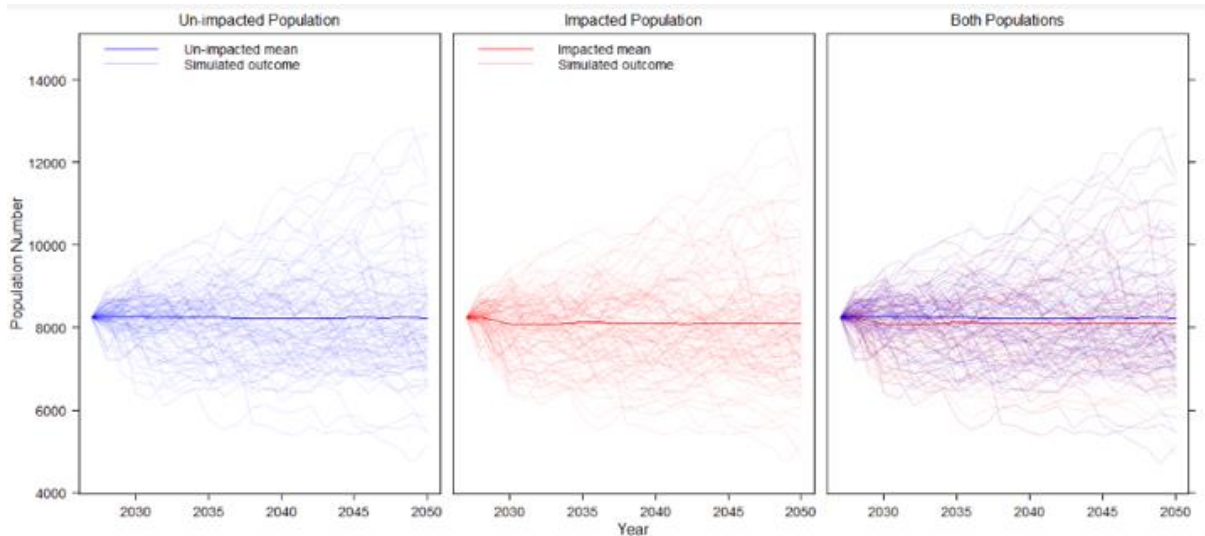 Un-impacted Population
Impacted Population
Both Populations
Un-impacted mean
Simulated outcome
Impacted mean
Simulated outcome
Population Number
14000
12000
10000
8000
6000
4000
2030 2035 2040 2045 2050
2030 2035 2040 2045 2050
2030 2035 2040 2045 2050
Year